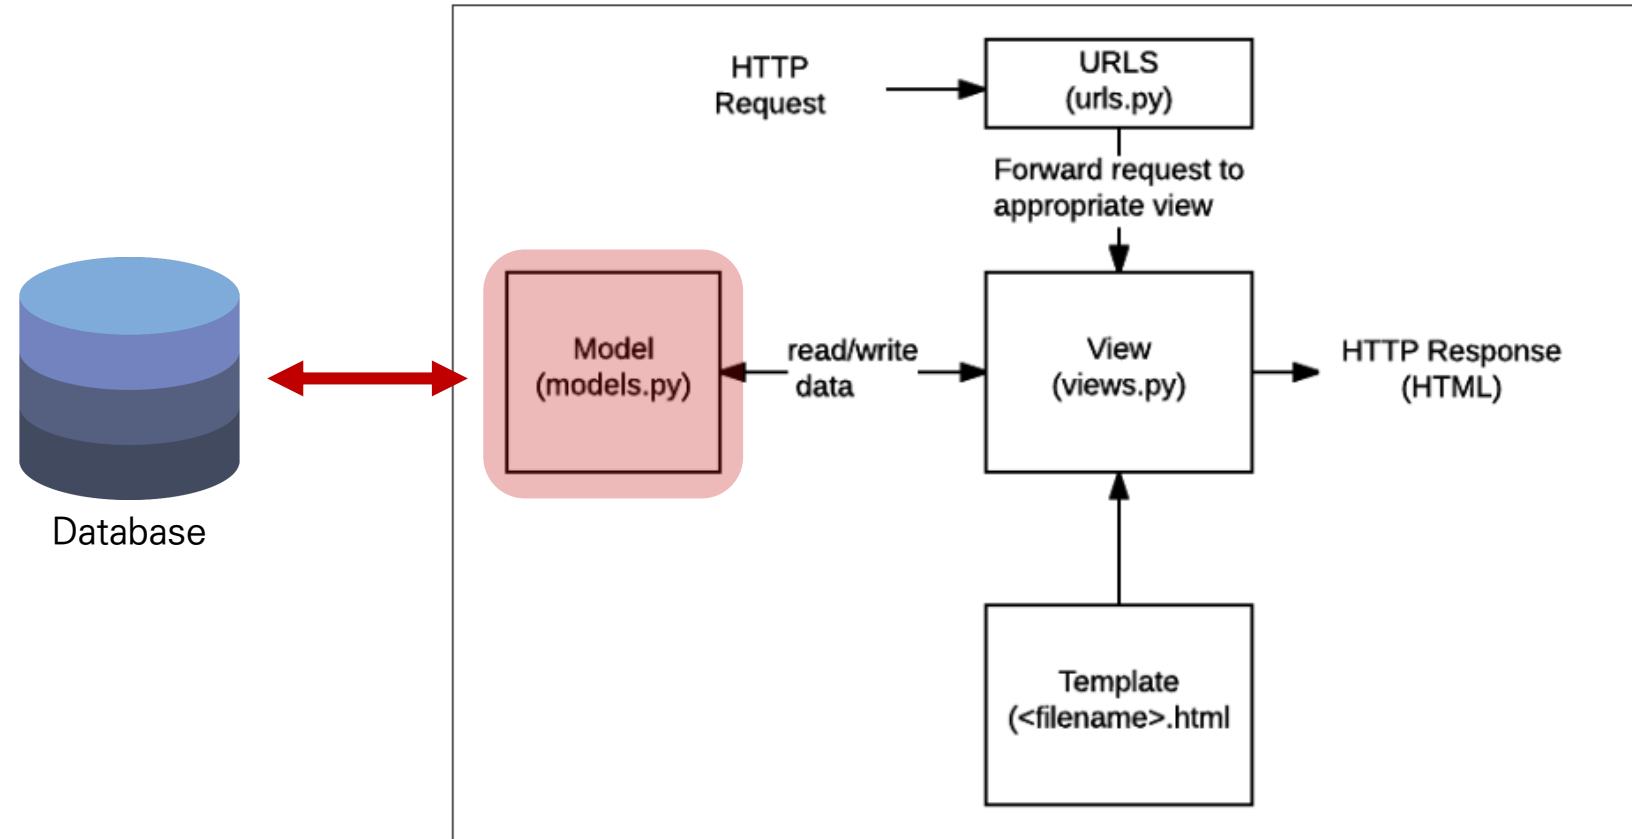 HTTP
Request
URLS
(urls.py)
Forward request to
appropriate view
Model
(models.py)
read/write
data
View
(views.py)
HTTP Response
(HTML)
Database
Template
(<filename>.html